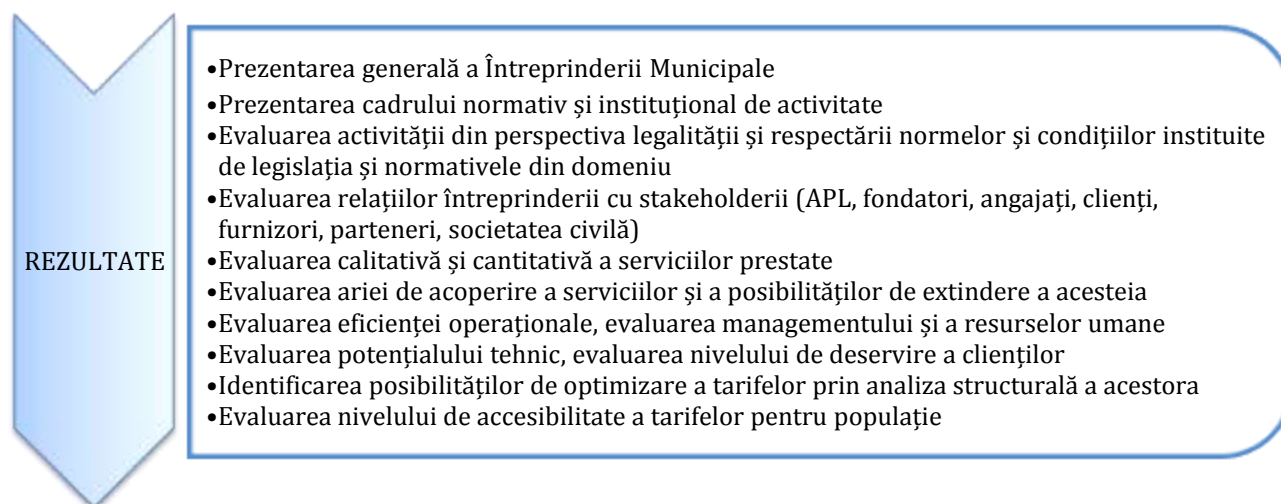 REZULTATE
•Prezentarea generală a Întreprinderii Municipale
•Prezentarea cadrului normativ și instituțional de activitate
•Evaluarea activității din perspectiva legalității și respectării normelor și condițiilor instituite
de legislația și normativele din domeniu
•Evaluarea relațiilor întreprinderii cu stakeholderii (APL, fondatori, angajați, clienți,
furnizori, parteneri, societatea civilă)
•Evaluarea calitativă și cantitativă a serviciilor prestate
•Evaluarea ariei de acoperire a serviciilor și a posibilităților de extindere a acesteia
•Evaluarea eficienței operaționale, evaluarea managementului și a resurselor umane
•Evaluarea potențialului tehnic, evaluarea nivelului de deservire a clienților
•Identificarea posibilităților de optimizare a tarifelor prin analiza structurală a acestora
•Evaluarea nivelului de accesibilitate a tarifelor pentru populație